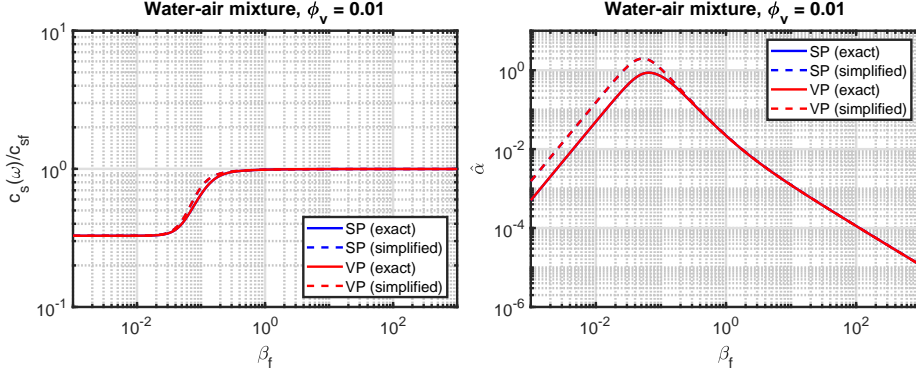 Water-air mixture, ϕ_v = 0.01
10^1
10^0
10^-1
c_s(ω)/c_sf
10^-2
10^0
10^2
β_f
SP (exact)
SP (simplified)
VP (exact)
VP (simplified)
Water-air mixture, ϕ_v = 0.01
10^0
10^-2
10^-4
10^-6
α̂
10^-2
10^0
10^2
β_f
SP (exact)
SP (simplified)
VP (exact)
VP (simplified)